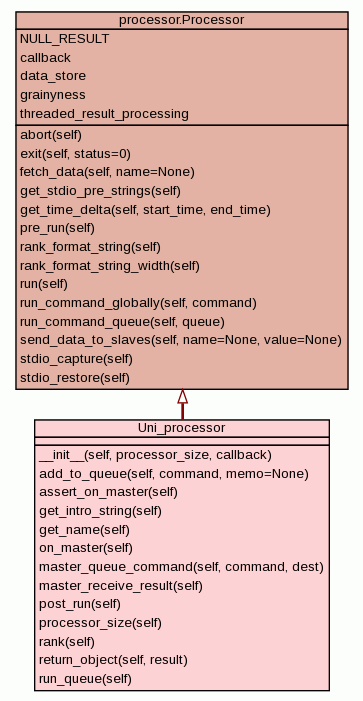 processor.Processor
NULL_RESULT
callback
data_store
grainyness
threaded_result_processing
abort(self)
exit(self, status=0)
fetch_data(self, name=None)
get_stdio_pre_strings(self)
get_time_delta(self, start_time, end_time)
pre_run(self)
rank_format_string(self)
rank_format_string_width(self)
run(self)
run_command_globally(self, command)
run_command_queue(self, queue)
send_data_to_slaves(self, name=None, value=None)
stdio_capture(self)
stdio_restore(self)
Uni_processor
__init__(self, processor_size, callback)
add_to_queue(self, command, memo=None)
assert_on_master(self)
get_intro_string(self)
get_name(self)
on_master(self)
master_queue_command(self, command, dest)
master_receive_result(self)
post_run(self)
processor_size(self)
rank(self)
return_object(self, result)
run_queue(self)